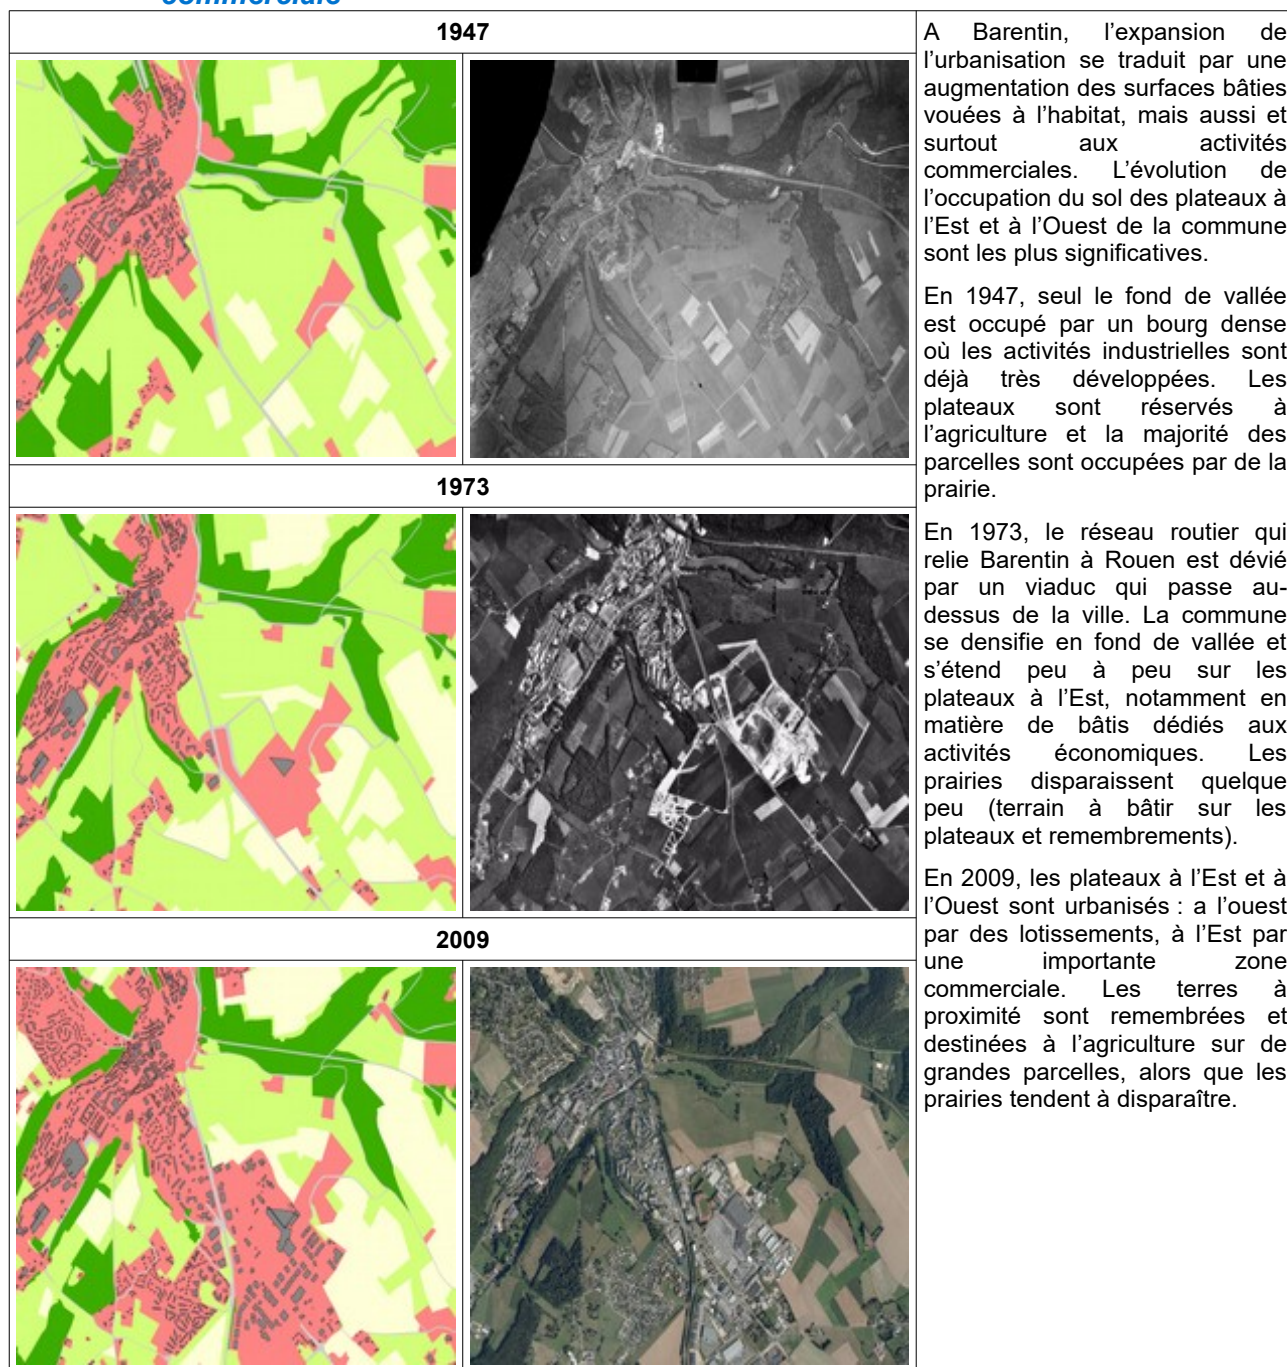 commerciale
1947
A Barentin, l'expansion de
l'urbanisation se traduit par une
augmentation des surfaces bâties
vouées à l'habitat, mais aussi et
surtout aux activités
commerciales. L'évolution de
l'occupation du sol des plateaux à
l'Est et à l'Ouest de la commune
sont les plus significatives.
En 1947, seul le fond de vallée
est occupé par un bourg dense
où les activités industrielles sont
déjà très développées. Les
plateaux sont réservés à
l'agriculture et la majorité des
parcelles sont occupées par de la
prairie.
1973
En 1973, le réseau routier qui
relie Barentin à Rouen est dévié
par un viaduc qui passe au-
dessus de la ville. La commune
se densifie en fond de vallée et
s'étend peu à peu sur les
plateaux à l'Est, notamment en
matière de bâtis dédiés aux
activités économiques. Les
prairies disparaissent quelque
peu (terrain à bâtir sur les
plateaux et remembrements).
2009
En 2009, les plateaux à l'Est et à
l'Ouest sont urbanisés : a l'ouest
par des lotissements, à l'Est par
une importante zone
commerciale. Les terres à
proximité sont remembrées et
destinées à l'agriculture sur de
grandes parcelles, alors que les
prairies tendent à disparaître.